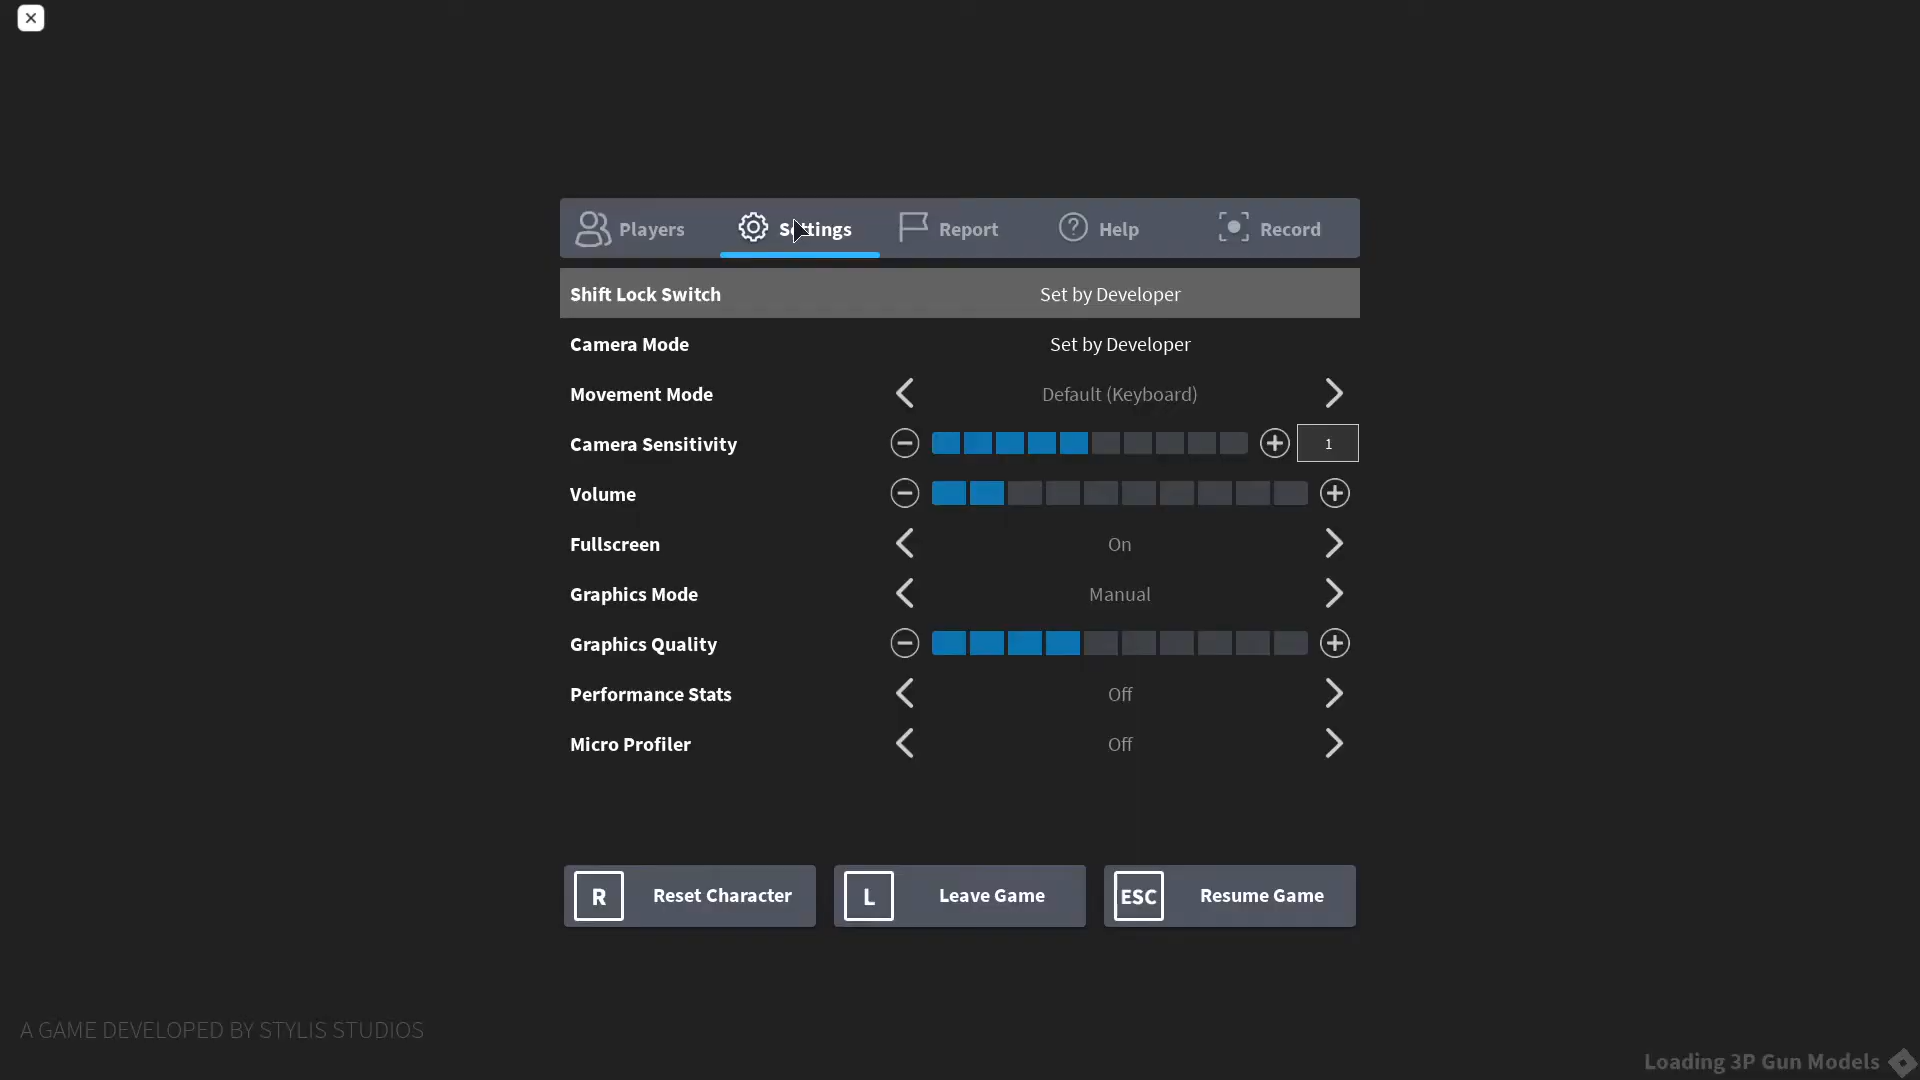 Players Settings Report Help Record
Shift Lock Switch Set by Developer
Camera Mode Set by Developer
Movement Mode Default (Keyboard)
Camera Sensitivity 1
Volume
Fullscreen On
Graphics Mode Manual
Graphics Quality
Performance Stats Off
Micro Profiler Off
R Reset Character L Leave Game ESC Resume Game
A GAME DEVELOPED BY STYLIS STUDIOS
Loading 3P Gun Models